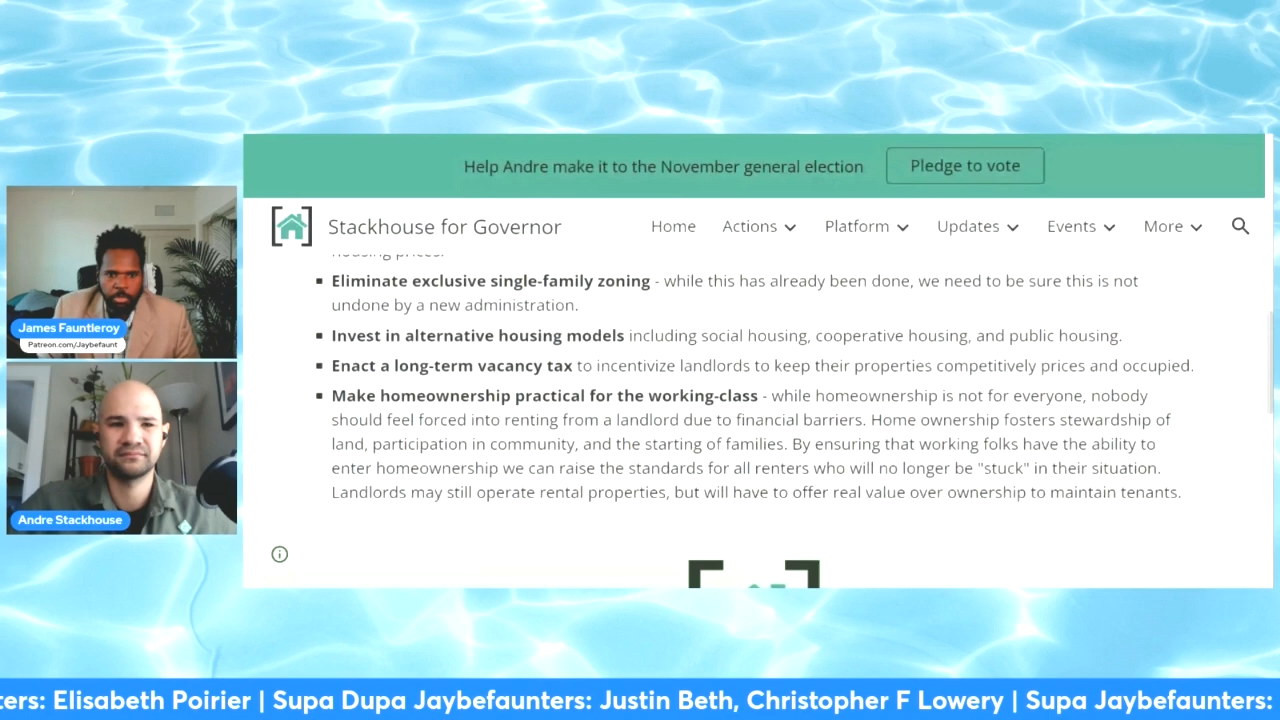 Help Andre make it to the November general election
Pledge to vote
Stackhouse for Governor
Home
Actions
Platform
Updates
Events
More
housing prices.
▪ Eliminate exclusive single-family zoning - while this has already been done, we need to be sure this is not
undone by a new administration.
▪ Invest in alternative housing models including social housing, cooperative housing, and public housing.
▪ Enact a long-term vacancy tax to incentivize landlords to keep their properties competitively prices and occupied.
▪ Make homeownership practical for the working-class - while homeownership is not for everyone, nobody
should feel forced into renting from a landlord due to financial barriers. Home ownership fosters stewardship of
land, participation in community, and the starting of families. By ensuring that working folks have the ability to
enter homeownership we can raise the standards for all renters who will no longer be "stuck" in their situation.
Landlords may still operate rental properties, but will have to offer real value over ownership to maintain tenants.
James Fauntleroy
Patreon.com/Jaybefaunt
Andre Stackhouse
ters: Elisabeth Poirier | Supa Dupa Jaybefaunters: Justin Beth, Christopher F Lowery | Supa Jaybefaunters: